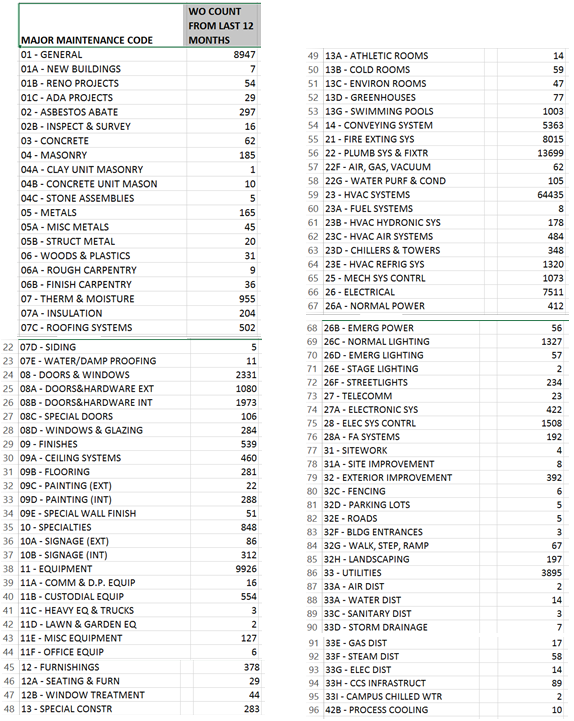 WO COUNT
FROM LAST 12
MAJOR MAINTENANCE CODE MONTHS
01 - GENERAL 8947
01A - NEW BUILDINGS 7
01B - RENO PROJECTS 54
01C - ADA PROJECTS 29
02 - ASBESTOS ABATE 297
02B - INSPECT & SURVEY 16
03 - CONCRETE 62
04 - MASONRY 185
04A - CLAY UNIT MASONRY 1
04B - CONCRETE UNIT MASON 10
04C - STONE ASSEMBLIES 5
05 - METALS 165
05A - MISC METALS 45
05B - STRUCT METAL 20
06 - WOODS & PLASTICS 31
06A - ROUGH CARPENTRY 9
06B - FINISH CARPENTRY 36
07 - THERM & MOISTURE 955
07A - INSULATION 204
07C - ROOFING SYSTEMS 502
22 07D - SIDING 5
23 07E - WATER/DAMP PROOFING 11
24 08 - DOORS & WINDOWS 2331
25 08A - DOORS&HARDWARE EXT 1080
26 08B - DOORS&HARDWARE INT 1973
27 08C - SPECIAL DOORS 106
28 08D - WINDOWS & GLAZING 284
29 09 - FINISHES 539
30 09A - CEILING SYSTEMS 460
31 09B - FLOORING 281
32 09C - PAINTING (EXT) 22
33 09D - PAINTING (INT) 288
34 09E - SPECIAL WALL FINISH 51
35 10 - SPECIALTIES 848
36 10A - SIGNAGE (EXT) 86
37 10B - SIGNAGE (INT) 312
38 11 - EQUIPMENT 9926
39 11A - COMM & D.P. EQUIP 16
40 11B - CUSTODIAL EQUIP 554
41 11C - HEAVY EQ & TRUCKS 3
42 11D - LAWN & GARDEN EQ 2
43 11E - MISC EQUIPMENT 127
44 11F - OFFICE EQUIP 6
45 12 - FURNISHINGS 378
46 12A - SEATING & FURN 29
47 12B - WINDOW TREATMENT 44
48 13 - SPECIAL CONSTR 283
49 13A - ATHLETIC ROOMS 14
50 13B - COLD ROOMS 59
51 13C - ENVIRON ROOMS 47
52 13D - GREENHOUSES 77
53 13G - SWIMMING POOLS 1003
54 14 - CONVEYING SYSTEM 5363
55 21 - FIRE EXTING SYS 8015
56 22 - PLUMB SYS & FIXTR 13699
57 22F - AIR, GAS, VACUUM 62
58 22G - WATER PURF & COND 105
59 23 - HVAC SYSTEMS 64435
60 23A - FUEL SYSTEMS 8
61 23B - HVAC HYDRONIC SYS 178
62 23C - HVAC AIR SYSTEMS 484
63 23D - CHILLERS & TOWERS 348
64 23E - HVAC REFRIG SYS 1320
65 25 - MECH SYS CONTRL 1073
66 26 - ELECTRICAL 7511
67 26A - NORMAL POWER 412
68 26B - EMERG POWER 56
69 26C - NORMAL LIGHTING 1327
70 26D - EMERG LIGHTING 57
71 26E - STAGE LIGHTING 2
72 26F - STREETLIGHTS 234
73 27 - TELECOMM 23
74 27A - ELECTRONIC SYS 422
75 28 - ELEC SYS CONTRL 1508
76 28A - FA SYSTEMS 192
77 31 - SITEWORK 4
78 31A - SITE IMPROVEMENT 8
79 32 - EXTERIOR IMPROVEMENT 392
80 32C - FENCING 6
81 32D - PARKING LOTS 5
82 32E - ROADS 5
83 32F - BLDG ENTRANCES 3
84 32G - WALK, STEP, RAMP 67
85 32H - LANDSCAPING 197
86 33 - UTILITIES 3895
87 33A - AIR DIST 2
88 33A - WATER DIST 14
89 33C - SANITARY DIST 3
90 33D - STORM DRAINAGE 7
91 33E - GAS DIST 17
92 33F - STEAM DIST 58
93 33G - ELEC DIST 14
94 33H - CCS INFRASTRUCT 89
95 33I - CAMPUS CHILLED WTR 2
96 42B - PROCESS COOLING 10